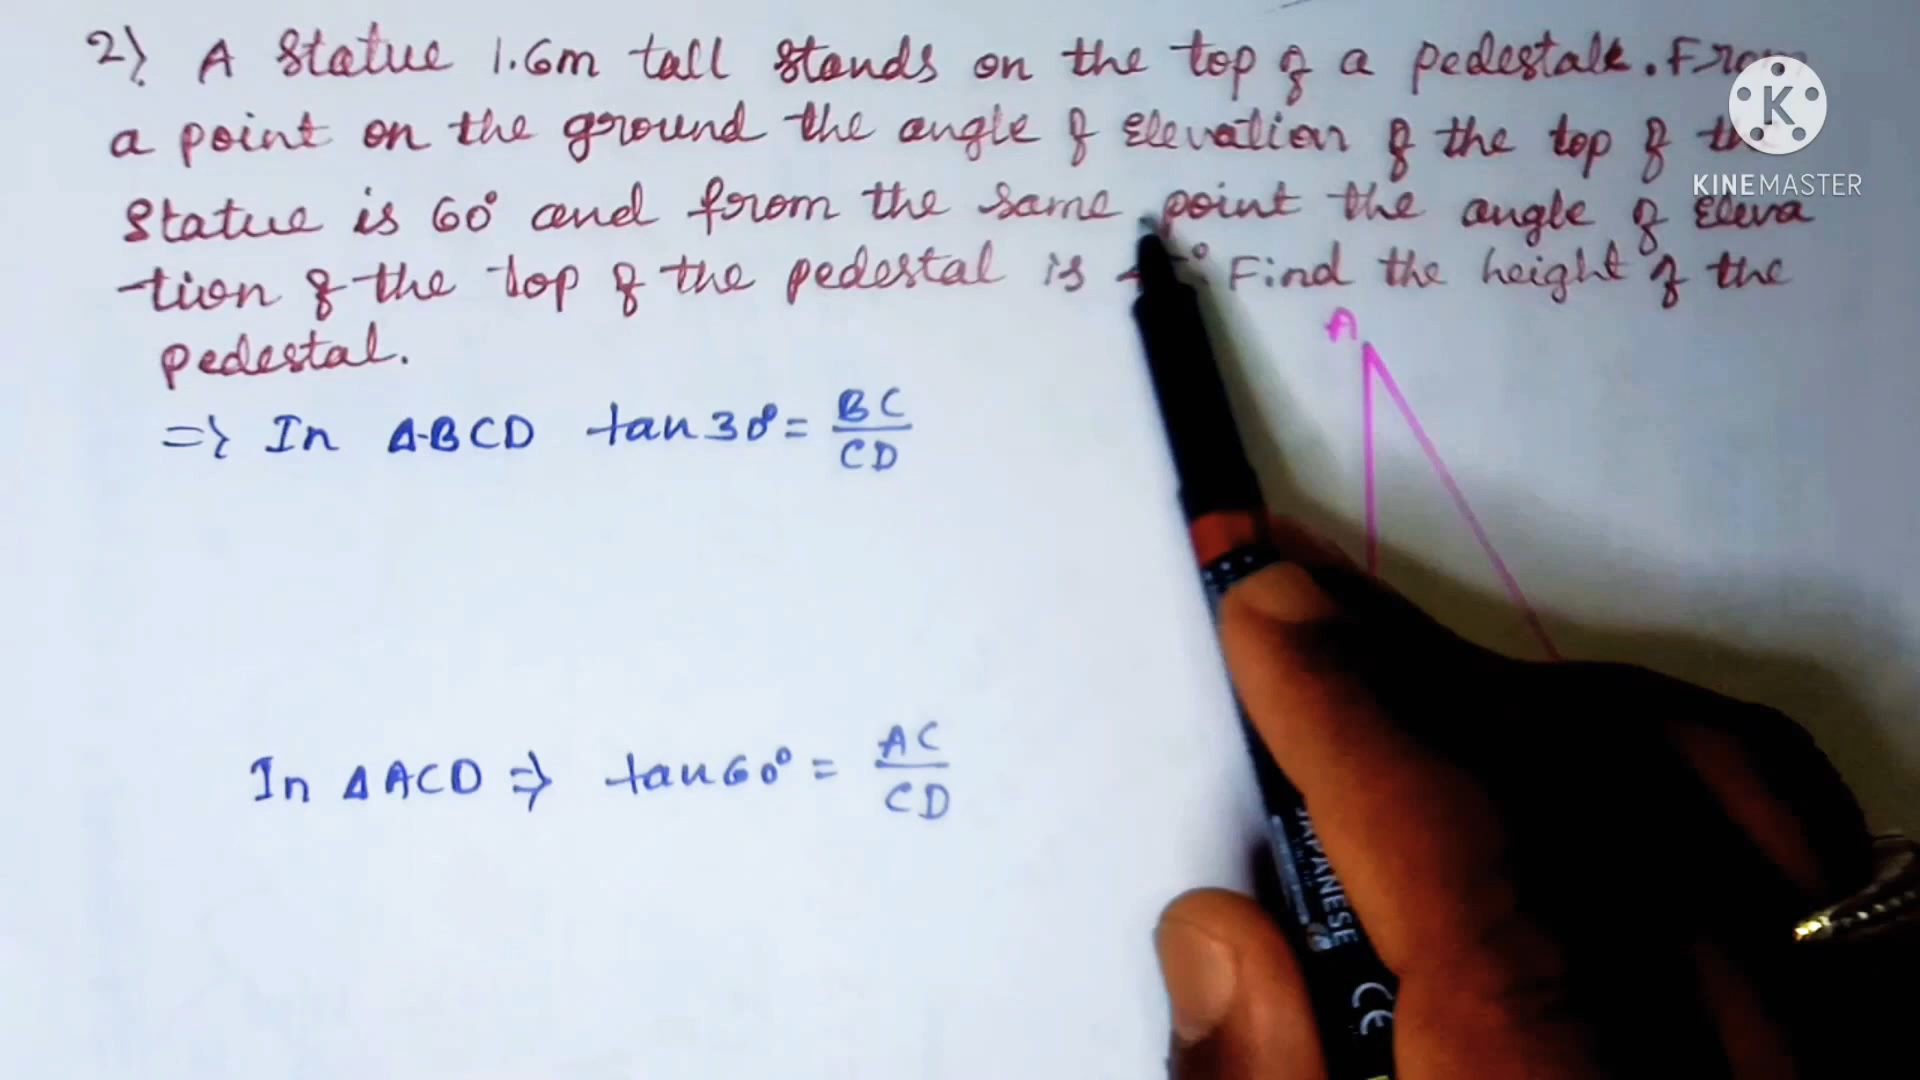 2) A Statue 1.6m tall stands on the top of a pedestalk. From
a point on the ground the angle of Elevation of the top of the
KINEMASTER
Statue is 60° and from the same point the angle of Eleva
-tion of the top of the pedestal is Find the height of the
pedestal.
A
=> In ΔBCD tan30° = BC
CD
In ΔACD => tan60° = AC
CD
JAPANESE
CE